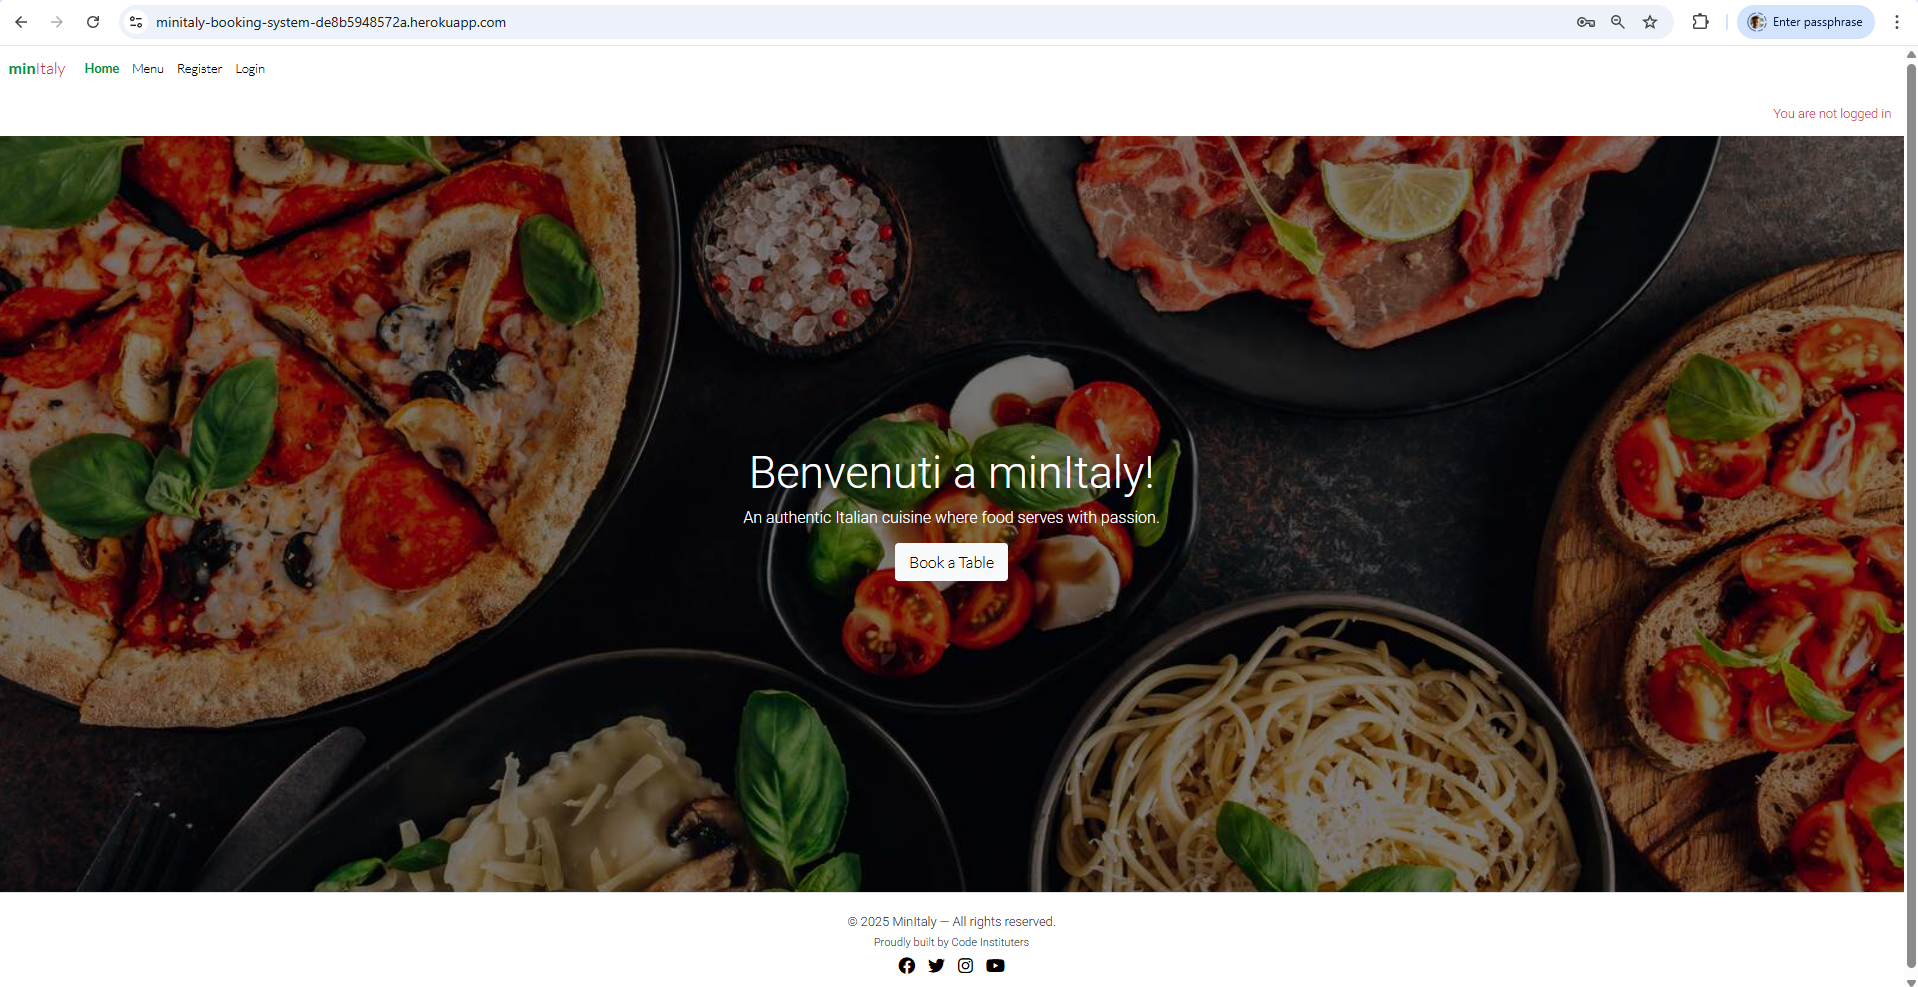 minitaly-booking-system-de8b5948572a.herokuapp.com
Enter passphrase
minItaly Home Menu Register Login
You are not logged in
Benvenuti a minItaly!
An authentic Italian cuisine where food serves with passion.
Book a Table
© 2025 MinItaly — All rights reserved.
Proudly built by Code Instituters